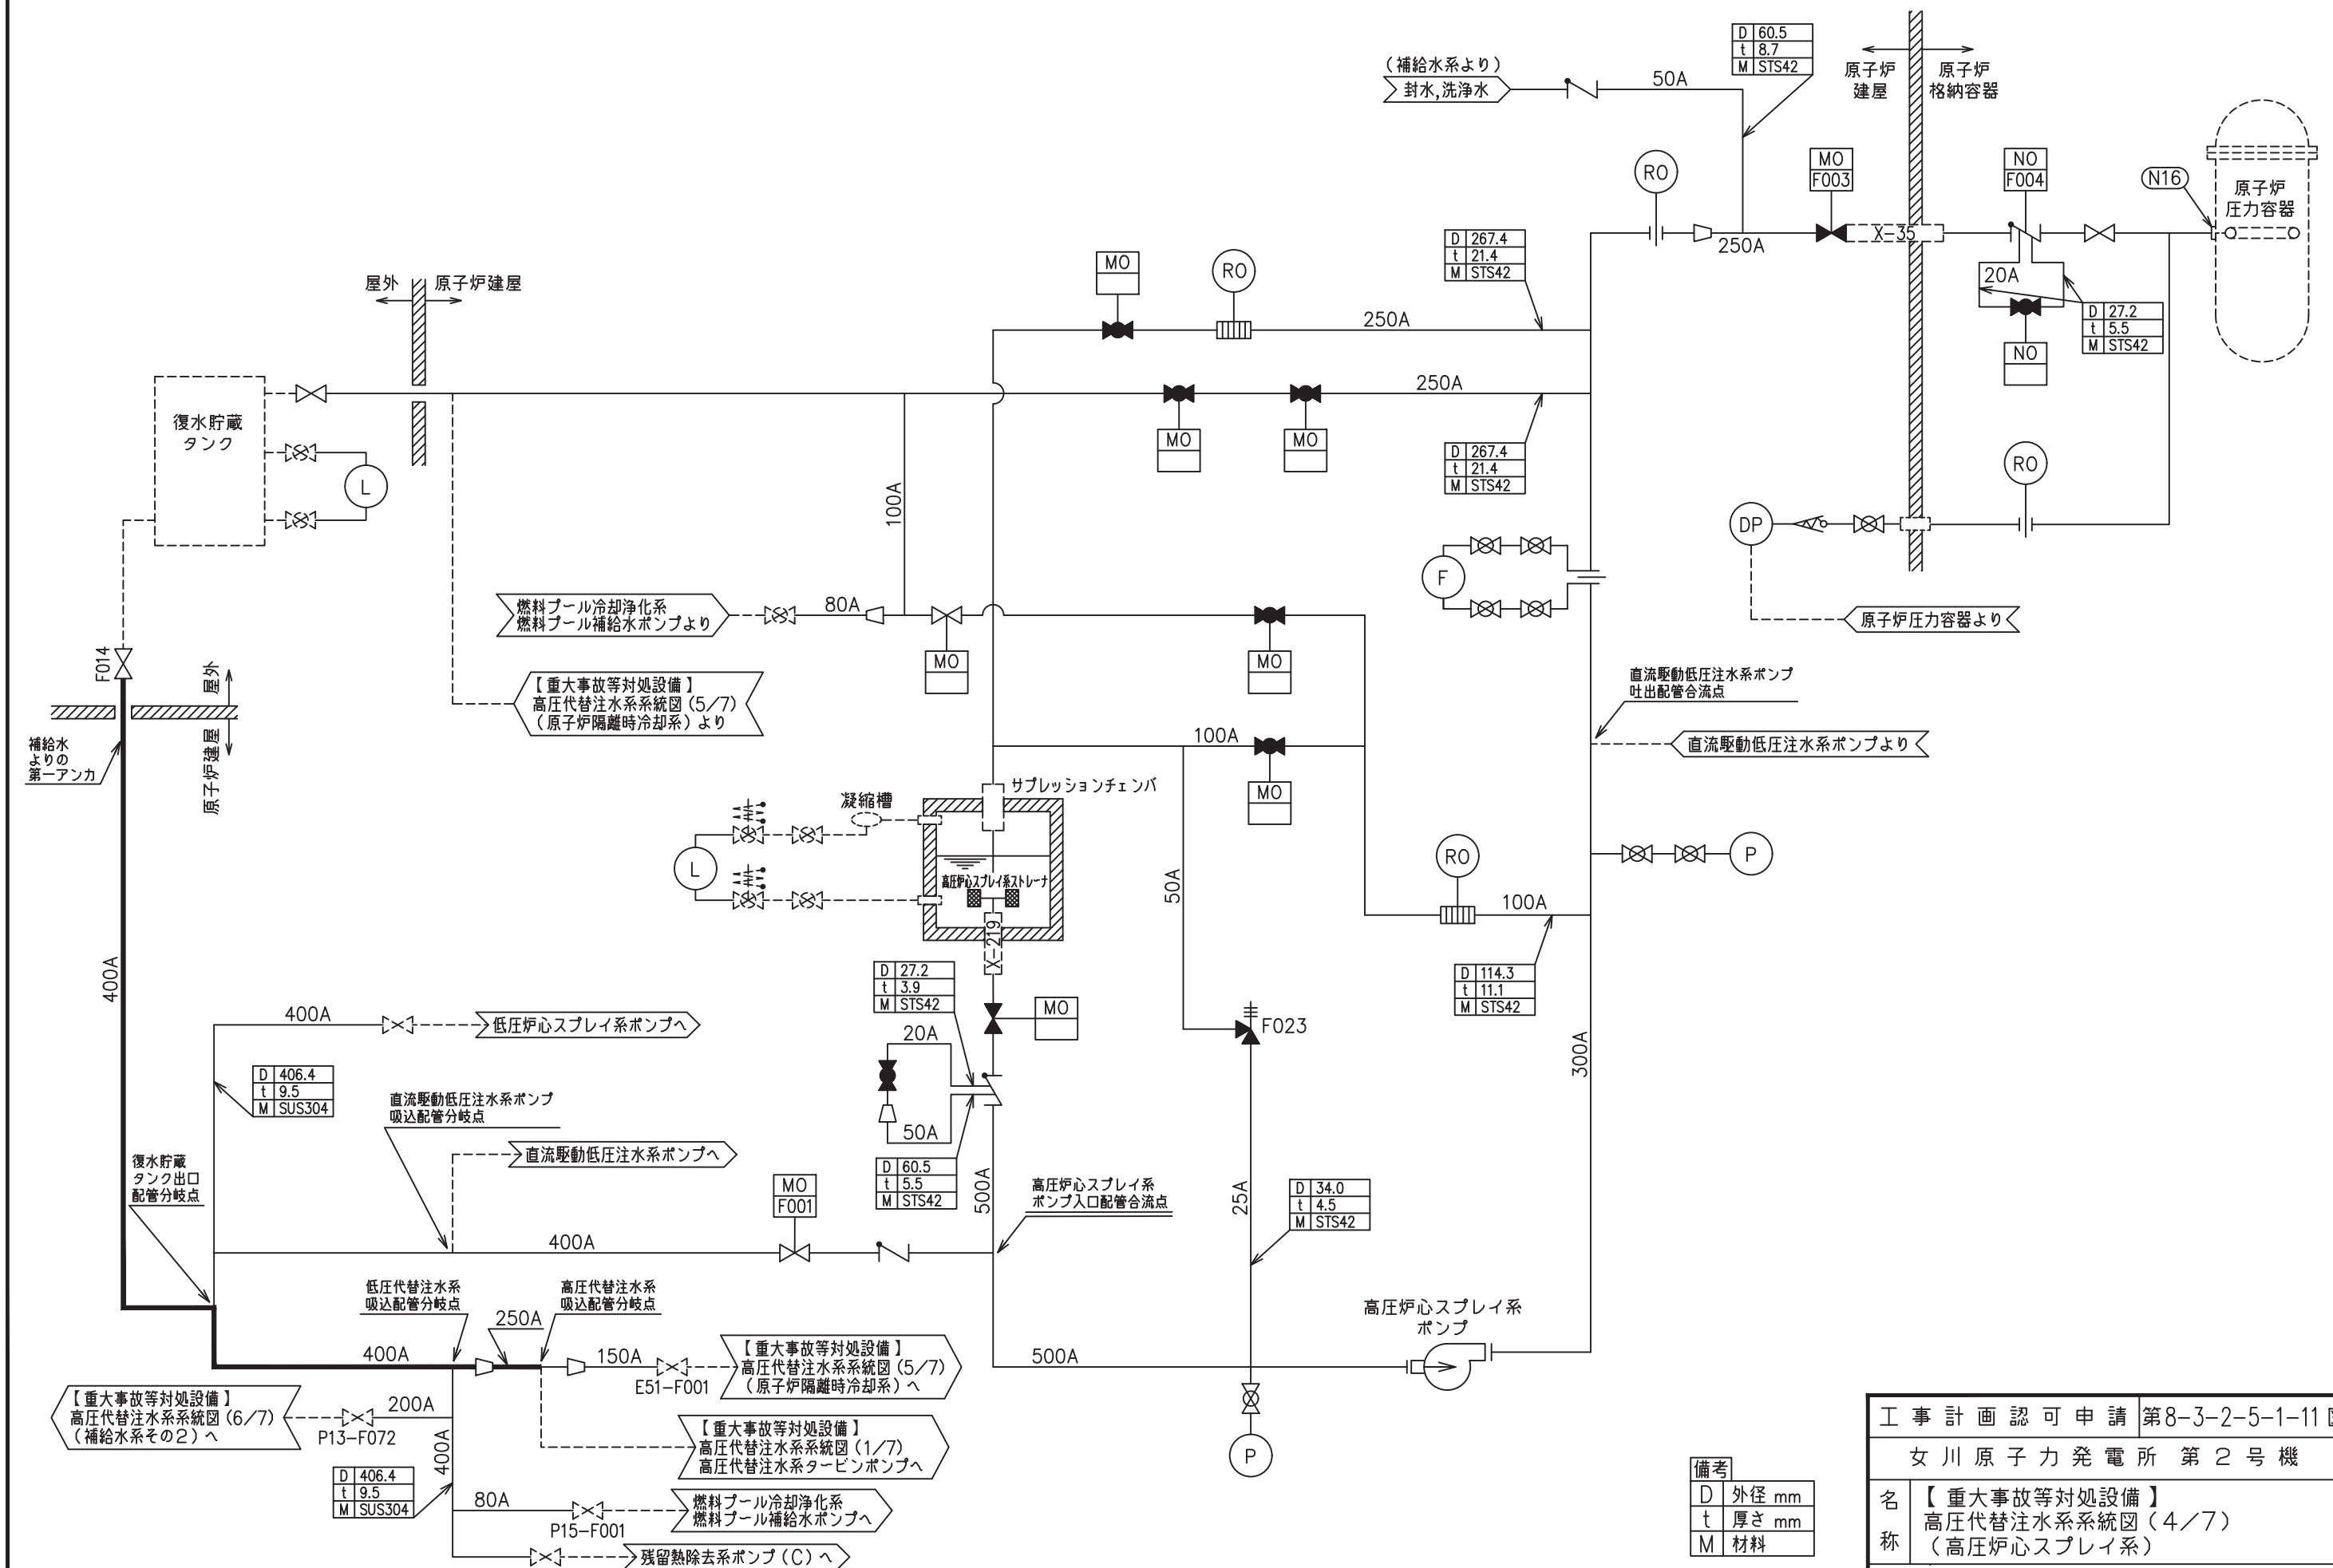 (補給水系より)
封水,洗浄水
50A
D 60.5
t 8.7
M STS42
原子炉
建屋
原子炉
格納容器
RO
MO
F003
NO
F004
N16
原子炉
圧力容器
250A
X-35
20A
D 27.2
t 5.5
M STS42
NO
D 267.4
t 21.4
M STS42
MO
RO
250A
屋外
原子炉建屋
250A
MO
MO
D 267.4
t 21.4
M STS42
復水貯蔵
タンク
L
100A
RO
DP
F
原子炉圧力容器より
燃料プール冷却浄化系
燃料プール補給水ポンプより
80A
MO
MO
F014
屋外
原子炉建屋
補給水
よりの
第一アンカ
【重大事故等対処設備】
高圧代替注水系系統図(5/7)
(原子炉隔離時冷却系)より
直流駆動低圧注水系ポンプ
吐出配管合流点
直流駆動低圧注水系ポンプより
100A
MO
サプレッションチェンバ
凝縮槽
L
高圧炉心スプレイ系ストレーナ
X-219
50A
RO
P
100A
D 114.3
t 11.1
M STS42
D 27.2
t 3.9
M STS42
MO
F023
300A
400A
400A
低圧炉心スプレイ系ポンプへ
20A
50A
D 406.4
t 9.5
M SUS304
直流駆動低圧注水系ポンプ
吸込配管分岐点
直流駆動低圧注水系ポンプへ
復水貯蔵
タンク出口
配管分岐点
D 60.5
t 5.5
M STS42
500A
MO
F001
高圧炉心スプレイ系
ポンプ入口配管合流点
25A
D 34.0
t 4.5
M STS42
400A
低圧代替注水系
吸込配管分岐点
高圧代替注水系
吸込配管分岐点
250A
400A
150A
E51-F001
【重大事故等対処設備】
高圧代替注水系系統図(5/7)
(原子炉隔離時冷却系)へ
500A
高圧炉心スプレイ系
ポンプ
【重大事故等対処設備】
高圧代替注水系系統図(6/7)
(補給水系その2)へ
200A
P13-F072
400A
【重大事故等対処設備】
高圧代替注水系系統図(1/7)
高圧代替注水系タービンポンプへ
P
D 406.4
t 9.5
M SUS304
80A
P15-F001
燃料プール冷却浄化系
燃料プール補給水ポンプへ
残留熱除去系ポンプ(C)へ
備考
D 外径 mm
t 厚さ mm
M 材料
工事計画認可申請 第8-3-2-5-1-11図
女川原子力発電所 第2号機
名称
【重大事故等対処設備】
高圧代替注水系系統図(4/7)
(高圧炉心スプレイ系)